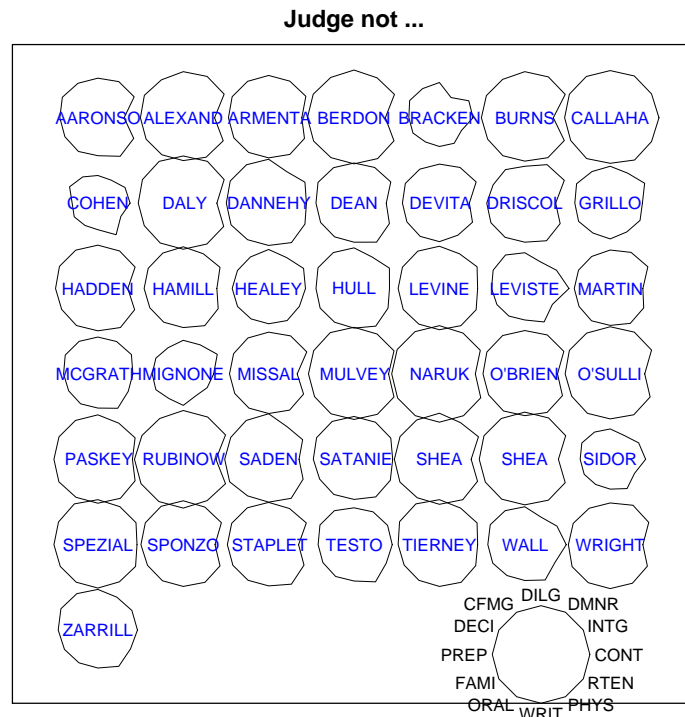 Judge not ...
AARONSO ALEXAND ARMENTA BERDON BRACKEN BURNS CALLAHA
COHEN DALY DANNEHY DEAN DEVITA DRISCOL GRILLO
HADDEN HAMILL HEALEY HULL LEVINE LEVISTE MARTIN
MCGRATH MIGNONE MISSAL MULVEY NARUK O'BRIEN O'SULLI
PASKEY RUBINOW SADEN SATANIE SHEA SHEA SIDOR
SPEZIAL SPONZO STAPLET TESTO TIERNEY WALL WRIGHT
ZARRILL
DILG
CFMG DMNR
DECI INTG
PREP CONT
FAMI RTEN
ORAL WRIT PHYS